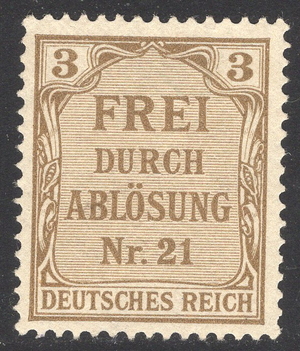 3 3
FREI
DURCH
ABLÖSUNG
Nr. 21
DEUTSCHES REICH